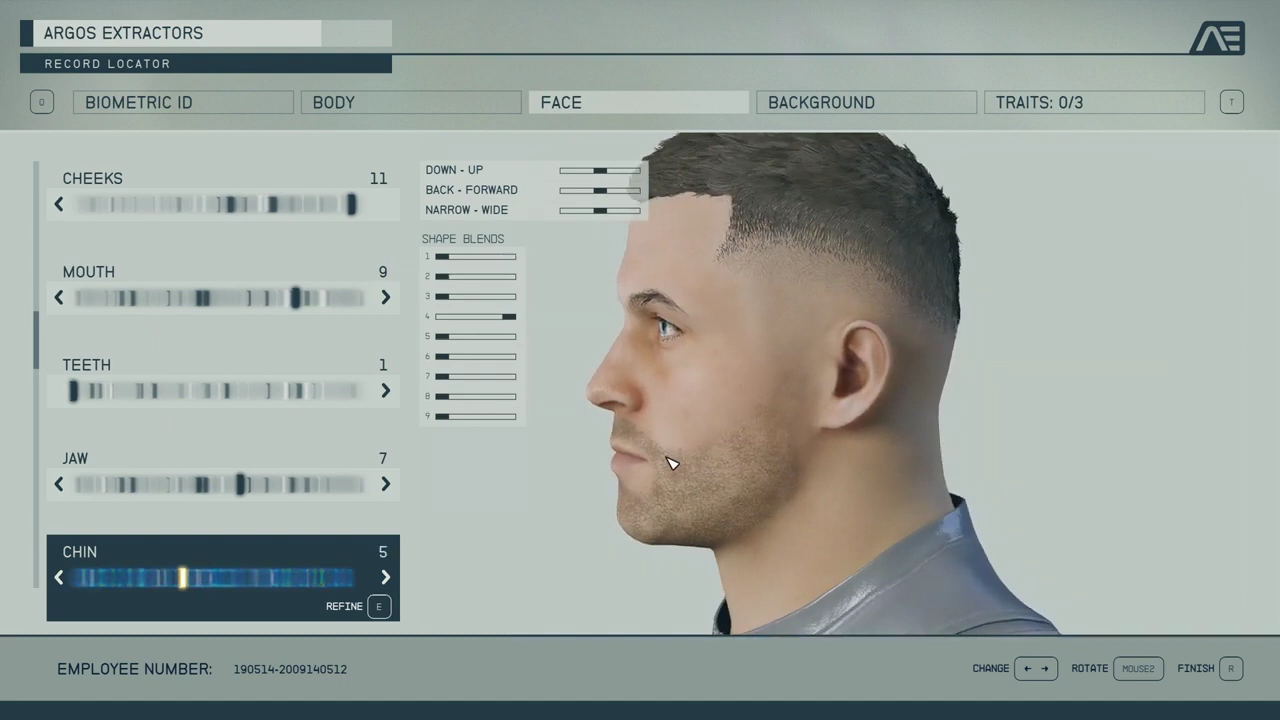 ARGOS EXTRACTORS
RECORD LOCATOR
AE
Q BIOMETRIC ID BODY FACE BACKGROUND TRAITS: 0/3 T
CHEEKS 11
MOUTH 9
TEETH 1
JAW 7
CHIN 5
REFINE E
DOWN - UP
BACK - FORWARD
NARROW - WIDE
SHAPE BLENDS
1
2
3
4
5
6
7
8
9
EMPLOYEE NUMBER: 190514-2009140512
CHANGE ← → ROTATE MOUSE2 FINISH R